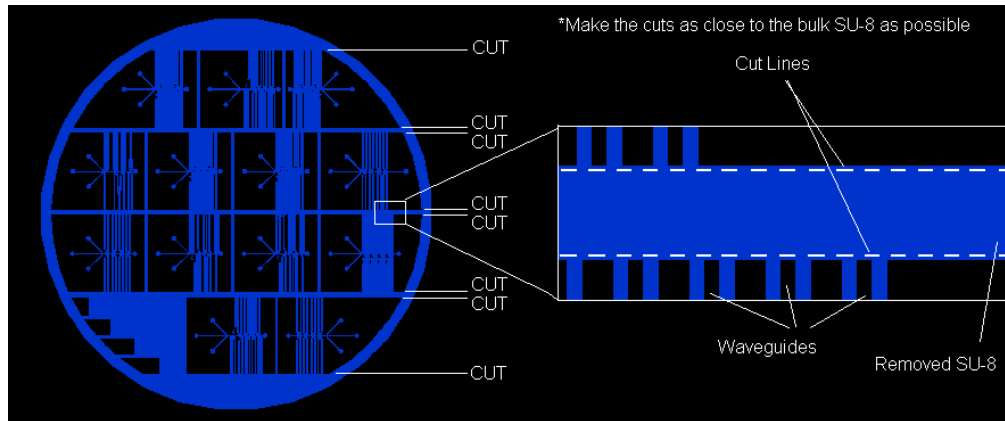 *Make the cuts as close to the bulk SU-8 as possible
CUT
Cut Lines
CUT
CUT
CUT
CUT
CUT
CUT
Waveguides
Removed SU-8
CUT